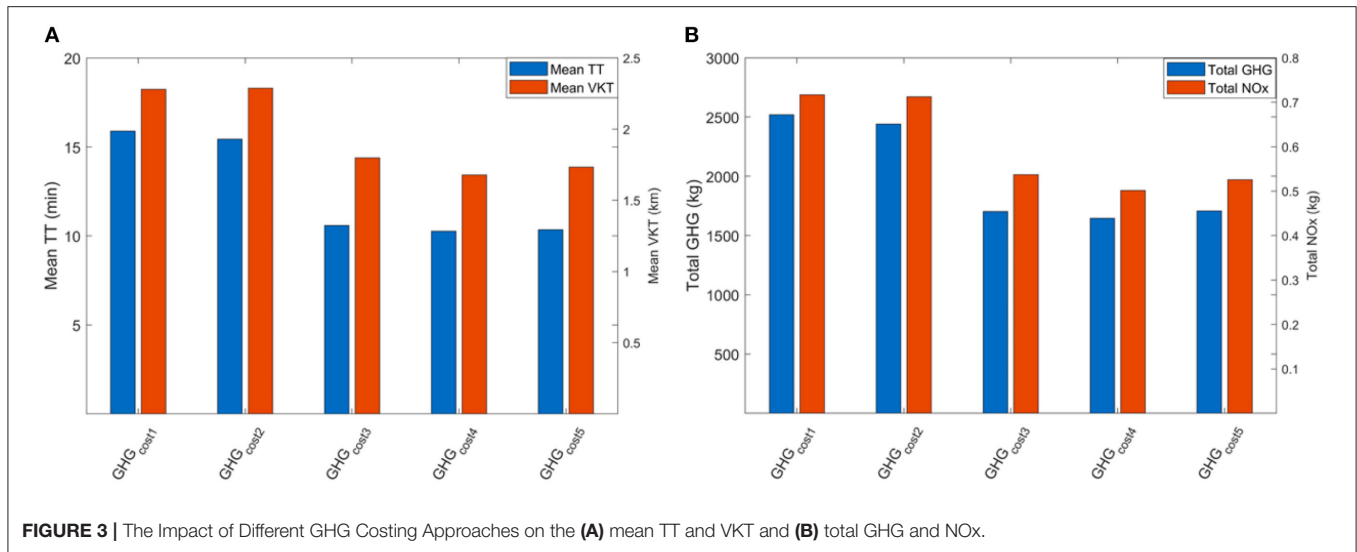 A
20
15
10
5
Mean TT (min)
2.5
2
1.5
1
0.5
Mean VKT (km)
Mean TT
Mean VKT
GHG cost1
GHG cost2
GHG cost3
GHG cost4
GHG cost5
B
3000
2500
2000
1500
1000
500
Total GHG (kg)
0.8
0.7
0.6
0.5
0.4
0.3
0.2
0.1
Total NOx (kg)
Total GHG
Total NOx
GHG cost1
GHG cost2
GHG cost3
GHG cost4
GHG cost5
FIGURE 3 | The Impact of Different GHG Costing Approaches on the (A) mean TT and VKT and (B) total GHG and NOx.